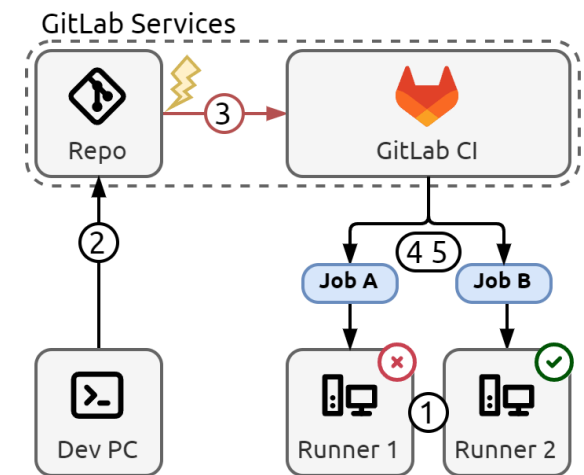 GitLab Services
3
Repo
GitLab CI
2
4 5
Job A
Job B
1
Dev PC
Runner 1
Runner 2